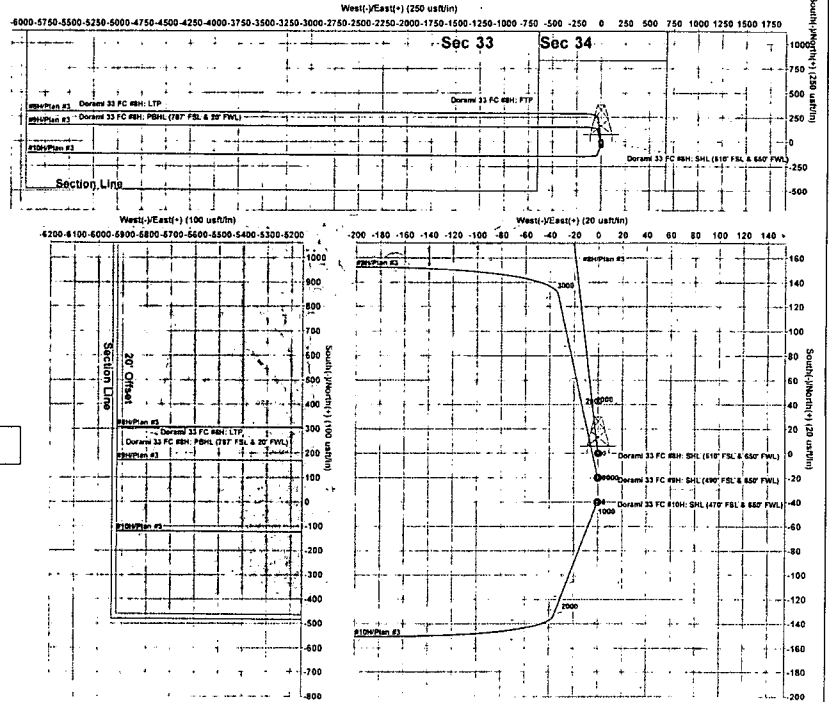 West(-)/East(+) (250 usft/in)
-6000 -5750 -5500 -5250 -5000 -4750 -4500 -4250 -4000 -3750 -3500 -3250 -3000 -2750 -2500 -2250 -2000 -1750 -1500 -1250 -1000 -750 -500 -250 0 250 500 750 1000 1250 1500 1750
Sec 33
Sec 34
#8H/Plan #3
Dorami 33 FC #8H: LTP
Dorami 33 FC #8H: FTP
#9H/Plan #3
Dorami 33 FC #8H: PBHL (787' FSL & 20' FWL)
#10H/Plan #3
Dorami 33 FC #8H: SHL (510' FSL & 650' FWL)
Section Line
1000
750
500
250
0
-250
-500
South(-)/North(+) (250 usft/in)
West(-)/East(+) (100 usft/in)
-6200 -6100 -6000 -5900 -5800 -5700 -5600 -5500 -5400 -5300 -5200
Section Line
20' Offset
#8H/Plan #3
Dorami 33 FC #8H: LTP
Dorami 33 FC #8H: PBHL (787' FSL & 20' FWL)
#9H/Plan #3
#10H/Plan #3
1000
900
800
700
600
500
400
300
200
100
0
-100
-200
-300
-400
-500
-600
-700
-800
South(-)/North(+) (100 usft/in)
West(-)/East(+) (20 usft/in)
-200 -180 -160 -140 -120 -100 -80 -60 -40 -20 0 20 40 60 80 100 120 140
#9H/Plan #3
#8H/Plan #3
3000
Dorami 33 FC #8H: SHL (510' FSL & 650' FWL)
Dorami 33 FC #9H: SHL (490' FSL & 650' FWL)
Dorami 33 FC #10H: SHL (470' FSL & 650' FWL)
1000
2000
#10H/Plan #3
160
140
120
100
80
60
40
20
0
-20
-40
-60
-80
-100
-120
-140
-160
-180
-200
South(-)/North(+) (20 usft/in)